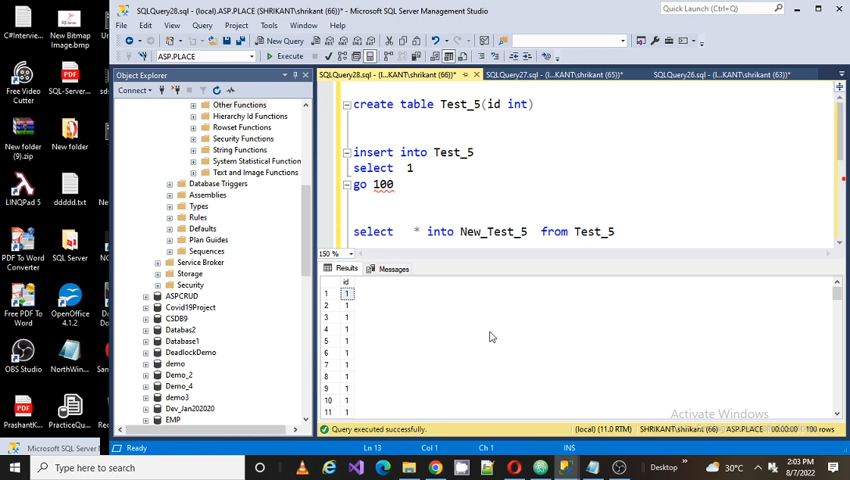 C#Intervie...
New Bitmap
Image.bmp
Free Video
Cutter
SQL-Server...
New folder
(9).zip
New folder
LINQPad 5
ddddd.txt
PDF To Word
Converter
SQL Server
Free PDF To
Word
OpenOffice
4.1.2
OBS Studio
NorthWin...
PrashantK...
PracticeQu...
SQLQuery28.sql - (local).ASP.PLACE (SHRIKANT (66))* - Microsoft SQL Server Management Studio
Quick Launch (Ctrl+Q)
File Edit View Query Project Tools Window Help
New Query
ASP.PLACE
Execute
Object Explorer
Connect
Other Functions
Hierarchy Id Functions
Rowset Functions
Security Functions
String Functions
System Statistical Function
Text and Image Functions
Database Triggers
Assemblies
Types
Rules
Defaults
Plan Guides
Sequences
Service Broker
Storage
Security
ASPCRUD
Covid19Project
CSDB9
Databas2
Database1
DeadlockDemo
demo
Demo_2
Demo_4
demo3
Dev_Jan202020
EMP
SQLQuery28.sql - (l...KANT\shrikant (66))*
SQLQuery27.sql - (l...KANT\shrikant (65))*
SQLQuery26.sql - (l...KANT\shrikant (63))*
create table Test_5(id int)
insert into Test_5
select 1
go 100
select * into New_Test_5 from Test_5
150 %
Results Messages
id
1 1
2 1
3 1
4 1
5 1
6 1
7 1
8 1
9 1
10 1
11 1
Activate Windows
Query executed successfully.
(local) (11.0 RTM) SHRIKANT\shrikant (66) ASP.PLACE 00:00:00 100 rows
Ready
Ln 13 Col 1 Ch 1 INS
Type here to search
Desktop
30°C
2:03 PM
8/7/2022